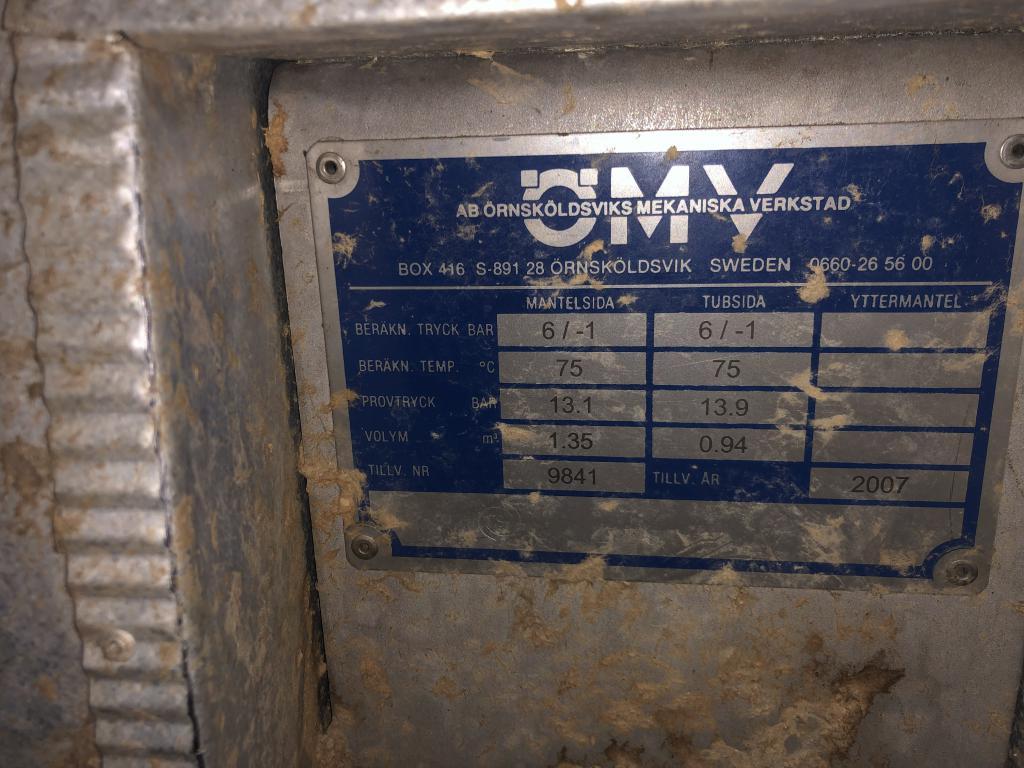 ÖMV
AB ÖRNSKÖLDSVIKS MEKANISKA VERKSTAD
BOX 416 S-891 28 ÖRNSKÖLDSVIK SWEDEN 0660-26 56 00
MANTELSIDA TUBSIDA YTTERMANTEL
BERÄKN. TRYCK BAR 6 / -1 6 / -1
BERÄKN. TEMP. °C 75 75
PROVTRYCK BAR 13.1 13.9
VOLYM m³ 1.35 0.94
TILLV. NR 9841 TILLV. ÅR 2007